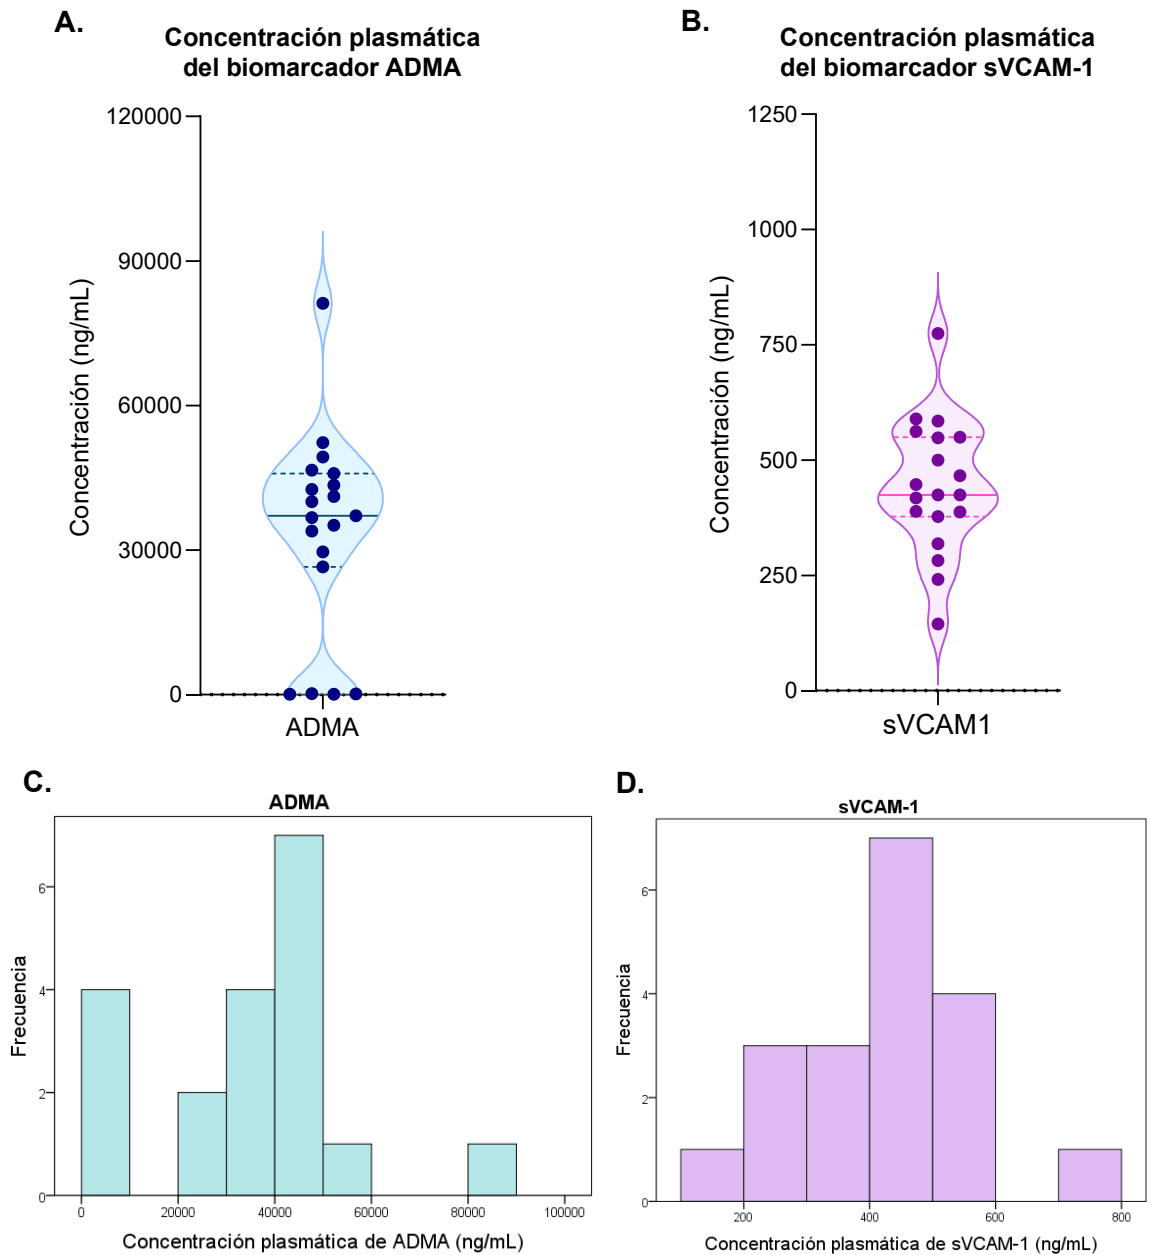 A.
Concentración plasmática
del biomarcador ADMA
120000
90000
60000
30000
0
Concentración (ng/mL)
ADMA
B.
Concentración plasmática
del biomarcador sVCAM-1
1250
1000
750
500
250
0
Concentración (ng/mL)
sVCAM1
C.
ADMA
6
4
2
0
Frecuencia
0 20000 40000 60000 80000 100000
Concentración plasmática de ADMA (ng/mL)
D.
sVCAM-1
6
4
2
0
Frecuencia
200 400 600 800
Concentración plasmática de sVCAM-1 (ng/mL)